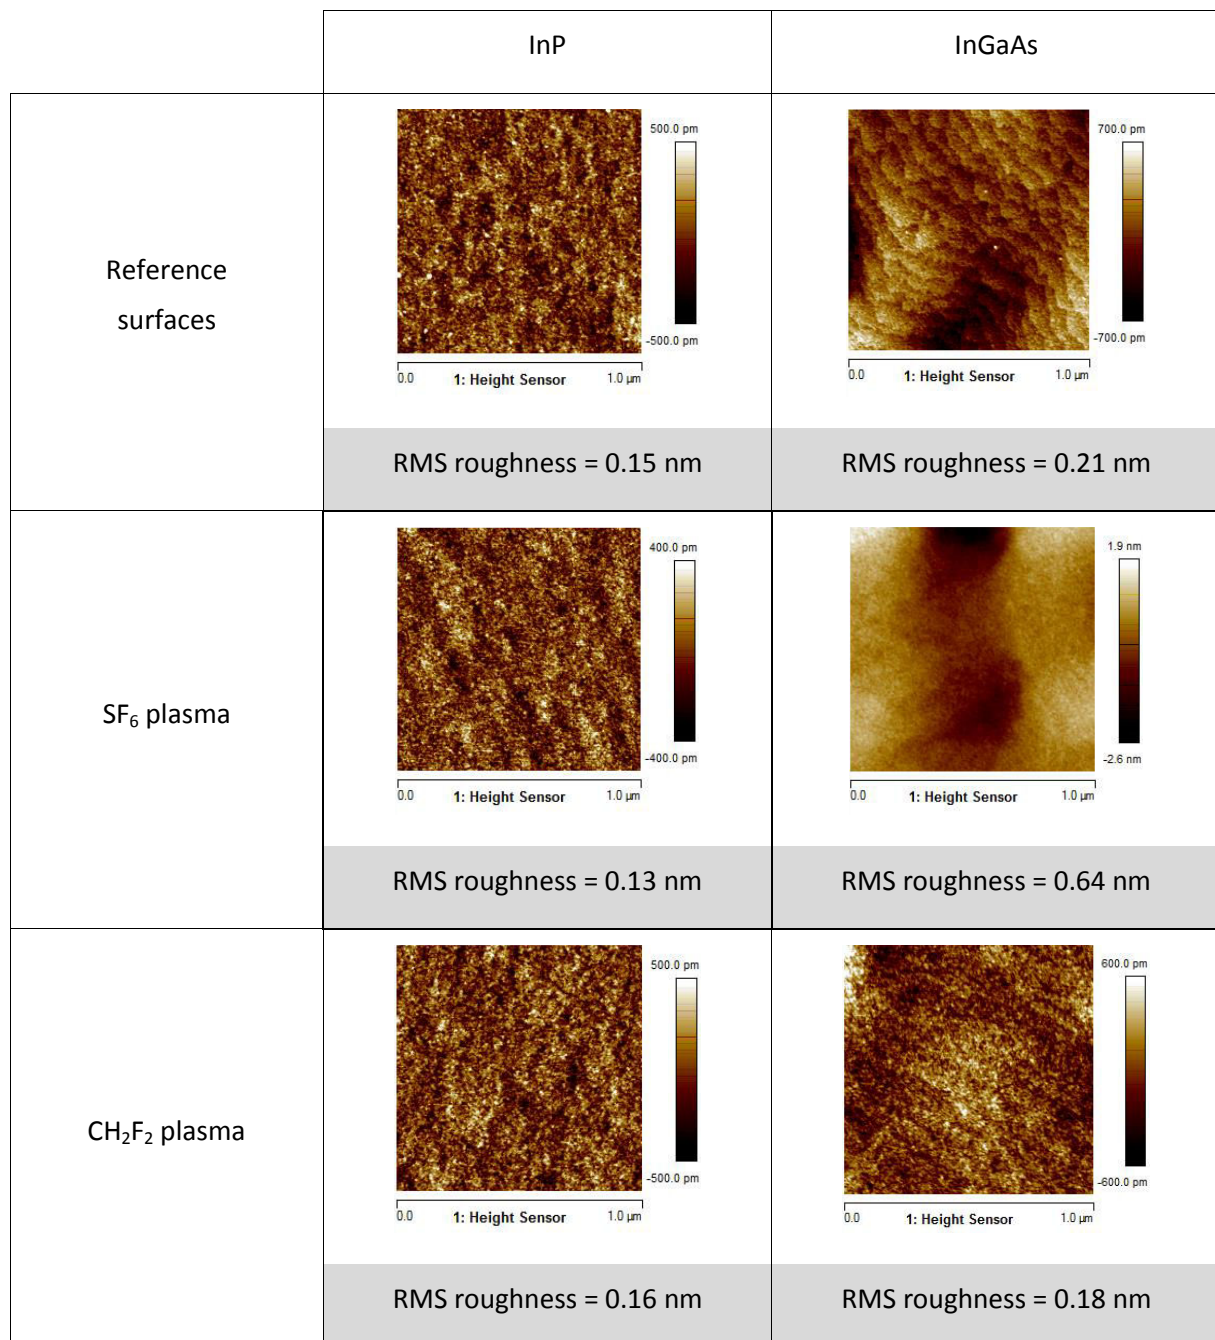 InP
InGaAs
Reference
surfaces
500.0 pm
-500.0 pm
0.0
1: Height Sensor
1.0 µm
700.0 pm
-700.0 pm
0.0
1: Height Sensor
1.0 µm
RMS roughness = 0.15 nm
RMS roughness = 0.21 nm
SF₆ plasma
400.0 pm
-400.0 pm
0.0
1: Height Sensor
1.0 µm
1.9 nm
-2.6 nm
0.0
1: Height Sensor
1.0 µm
RMS roughness = 0.13 nm
RMS roughness = 0.64 nm
CH₂F₂ plasma
500.0 pm
-500.0 pm
0.0
1: Height Sensor
1.0 µm
600.0 pm
-600.0 pm
0.0
1: Height Sensor
1.0 µm
RMS roughness = 0.16 nm
RMS roughness = 0.18 nm